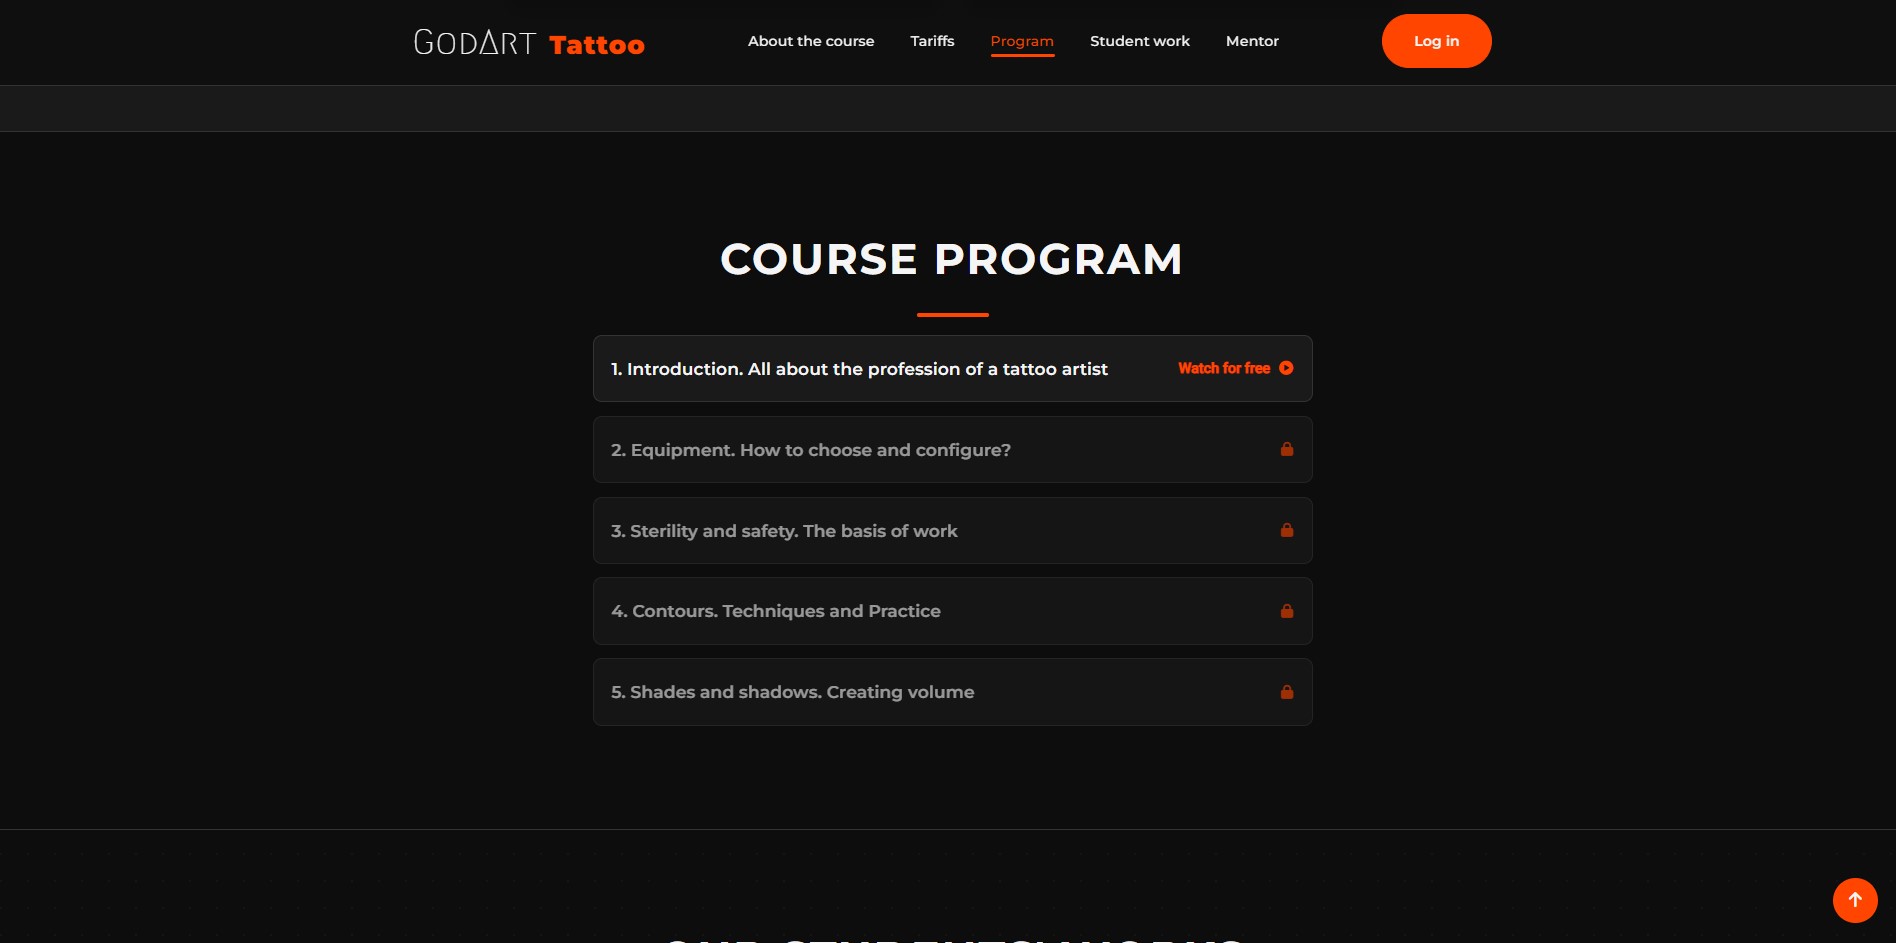 GODART Tattoo
About the course
Tariffs
Program
Student work
Mentor
Log in
COURSE PROGRAM
1. Introduction. All about the profession of a tattoo artist
Watch for free
2. Equipment. How to choose and configure?
3. Sterility and safety. The basis of work
4. Contours. Techniques and Practice
5. Shades and shadows. Creating volume